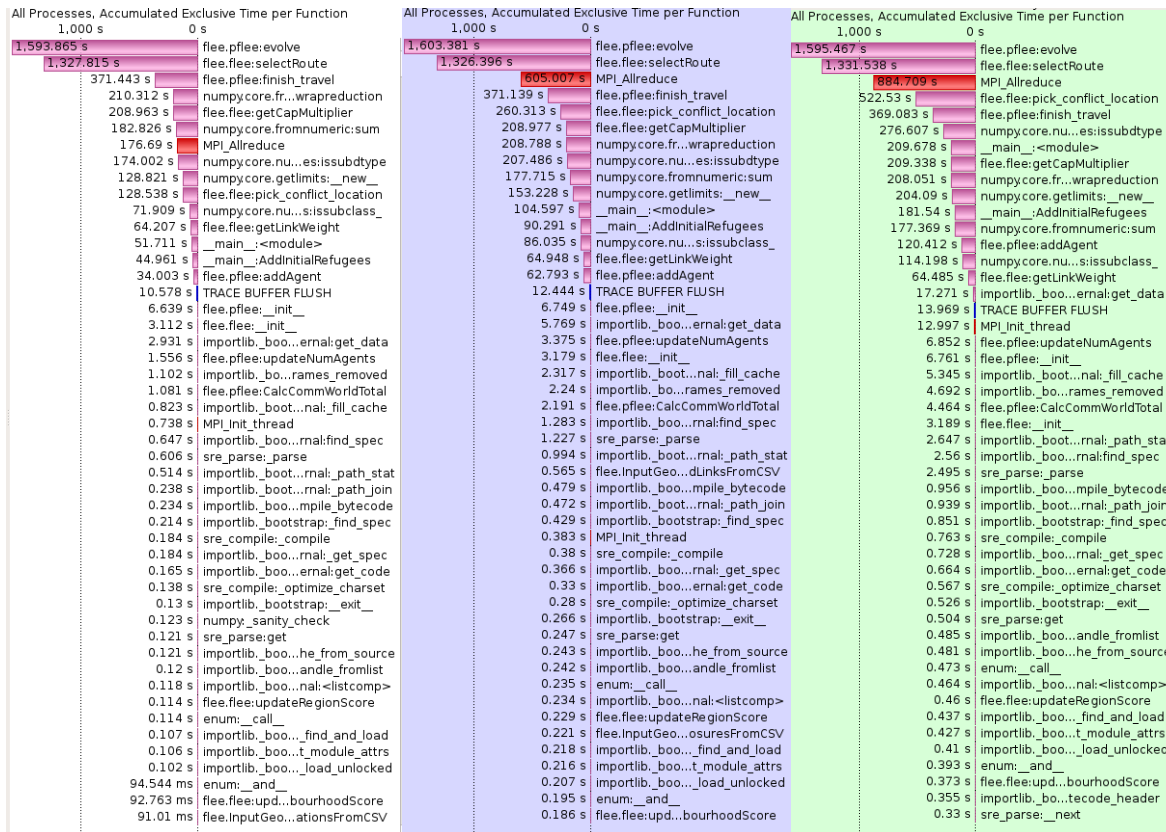 All Processes, Accumulated Exclusive Time per Function
1,000 s 0 s
1,593.865 s flee.pflee:evolve
1,327.815 s flee.flee:selectRoute
371.443 s flee.pflee:finish_travel
210.312 s numpy.core.fr...wrapreduction
208.963 s flee.flee:getCapMultiplier
182.826 s numpy.core.fromnumeric:sum
176.69 s MPI_Allreduce
174.002 s numpy.core.nu...es:issubdtype
128.821 s numpy.core.getlimits:__new__
128.538 s flee.flee:pick_conflict_location
71.909 s numpy.core.nu...s:issubclass_
64.207 s flee.flee:getLinkWeight
51.711 s __main__:<module>
44.961 s __main__:AddInitialRefugees
34.003 s flee.pflee:addAgent
10.578 s TRACE BUFFER FLUSH
6.639 s flee.pflee:__init__
3.112 s flee.flee:__init__
2.931 s importlib._boo...ernal:get_data
1.556 s flee.pflee:updateNumAgents
1.102 s importlib._bo...rames_removed
1.081 s flee.pflee:CalcCommWorldTotal
0.823 s importlib._boot...nal:_fill_cache
0.738 s MPI_Init_thread
0.647 s importlib._boo...rnal:find_spec
0.606 s sre_parse:_parse
0.514 s importlib._boot...rnal:_path_stat
0.238 s importlib._boot...rnal:_path_join
0.234 s importlib._boo...mpile_bytecode
0.214 s importlib._bootstrap:_find_spec
0.184 s sre_compile:_compile
0.184 s importlib._boo...rnal:_get_spec
0.165 s importlib._boo...ernal:get_code
0.138 s sre_compile:_optimize_charset
0.13 s importlib._bootstrap:__exit__
0.123 s numpy:_sanity_check
0.121 s sre_parse:get
0.121 s importlib._boo...he_from_source
0.12 s importlib._boo...andle_fromlist
0.118 s importlib._boo...nal:<listcomp>
0.114 s flee.flee:updateRegionScore
0.114 s enum:__call__
0.107 s importlib._boo..._find_and_load
0.106 s importlib._boo...t_module_attrs
0.102 s importlib._boo..._load_unlocked
94.544 ms enum:__and__
92.763 ms flee.flee:upd...bourhoodScore
91.01 ms flee.InputGeo...ationsFromCSV
All Processes, Accumulated Exclusive Time per Function
1,000 s 0 s
1,603.381 s flee.pflee:evolve
1,326.396 s flee.flee:selectRoute
605.007 s MPI_Allreduce
371.139 s flee.pflee:finish_travel
260.313 s flee.flee:pick_conflict_location
208.977 s flee.flee:getCapMultiplier
208.788 s numpy.core.fr...wrapreduction
207.486 s numpy.core.nu...es:issubdtype
177.715 s numpy.core.fromnumeric:sum
153.228 s numpy.core.getlimits:__new__
104.597 s __main__:<module>
90.291 s __main__:AddInitialRefugees
86.035 s numpy.core.nu...s:issubclass_
64.948 s flee.flee:getLinkWeight
62.793 s flee.pflee:addAgent
12.444 s TRACE BUFFER FLUSH
6.749 s flee.pflee:__init__
5.769 s importlib._boo...ernal:get_data
3.375 s flee.pflee:updateNumAgents
3.179 s flee.flee:__init__
2.317 s importlib._boot...nal:_fill_cache
2.24 s importlib._bo...rames_removed
2.191 s flee.pflee:CalcCommWorldTotal
1.283 s importlib._boo...rnal:find_spec
1.227 s sre_parse:_parse
0.994 s importlib._boot...rnal:_path_stat
0.565 s flee.InputGeo...dLinksFromCSV
0.479 s importlib._boo...mpile_bytecode
0.472 s importlib._boot...rnal:_path_join
0.429 s importlib._bootstrap:_find_spec
0.383 s MPI_Init_thread
0.38 s sre_compile:_compile
0.366 s importlib._boo...rnal:_get_spec
0.33 s importlib._boo...ernal:get_code
0.28 s sre_compile:_optimize_charset
0.266 s importlib._bootstrap:__exit__
0.247 s sre_parse:get
0.243 s importlib._boo...he_from_source
0.242 s importlib._boo...andle_fromlist
0.235 s enum:__call__
0.234 s importlib._boo...nal:<listcomp>
0.229 s flee.flee:updateRegionScore
0.221 s flee.InputGeo...osuresFromCSV
0.218 s importlib._boo..._find_and_load
0.216 s importlib._boo...t_module_attrs
0.207 s importlib._boo..._load_unlocked
0.195 s enum:__and__
0.186 s flee.flee:upd...bourhoodScore
All Processes, Accumulated Exclusive Time per Function
1,000 s 0 s
1,595.467 s flee.pflee:evolve
1,331.538 s flee.flee:selectRoute
884.709 s MPI_Allreduce
522.53 s flee.flee:pick_conflict_location
369.083 s flee.pflee:finish_travel
276.607 s numpy.core.nu...es:issubdtype
209.678 s __main__:<module>
209.338 s flee.flee:getCapMultiplier
208.051 s numpy.core.fr...wrapreduction
204.09 s numpy.core.getlimits:__new__
181.54 s __main__:AddInitialRefugees
177.369 s numpy.core.fromnumeric:sum
120.412 s flee.pflee:addAgent
114.198 s numpy.core.nu...s:issubclass_
64.485 s flee.flee:getLinkWeight
17.271 s importlib._boo...ernal:get_data
13.969 s TRACE BUFFER FLUSH
12.997 s MPI_Init_thread
6.852 s flee.pflee:updateNumAgents
6.761 s flee.pflee:__init__
5.345 s importlib._boot...nal:_fill_cache
4.692 s importlib._bo...rames_removed
4.464 s flee.pflee:CalcCommWorldTotal
3.189 s flee.flee:__init__
2.647 s importlib._boot...rnal:_path_sta
2.56 s importlib._boo...rnal:find_spec
2.495 s sre_parse:_parse
0.956 s importlib._boo...mpile_bytecode
0.939 s importlib._boot...rnal:_path_join
0.851 s importlib._bootstrap:_find_spec
0.763 s sre_compile:_compile
0.728 s importlib._boo...rnal:_get_spec
0.664 s importlib._boo...ernal:get_code
0.567 s sre_compile:_optimize_charset
0.526 s importlib._bootstrap:__exit__
0.504 s sre_parse:get
0.485 s importlib._boo...andle_fromlist
0.481 s importlib._boo...he_from_source
0.473 s enum:__call__
0.464 s importlib._boo...nal:<listcomp>
0.46 s flee.flee:updateRegionScore
0.437 s importlib._boo..._find_and_load
0.427 s importlib._boo...t_module_attrs
0.41 s importlib._boo..._load_unlocked
0.393 s enum:__and__
0.373 s flee.flee:upd...bourhoodScore
0.355 s importlib._bo...tecode_header
0.33 s sre_parse:__next